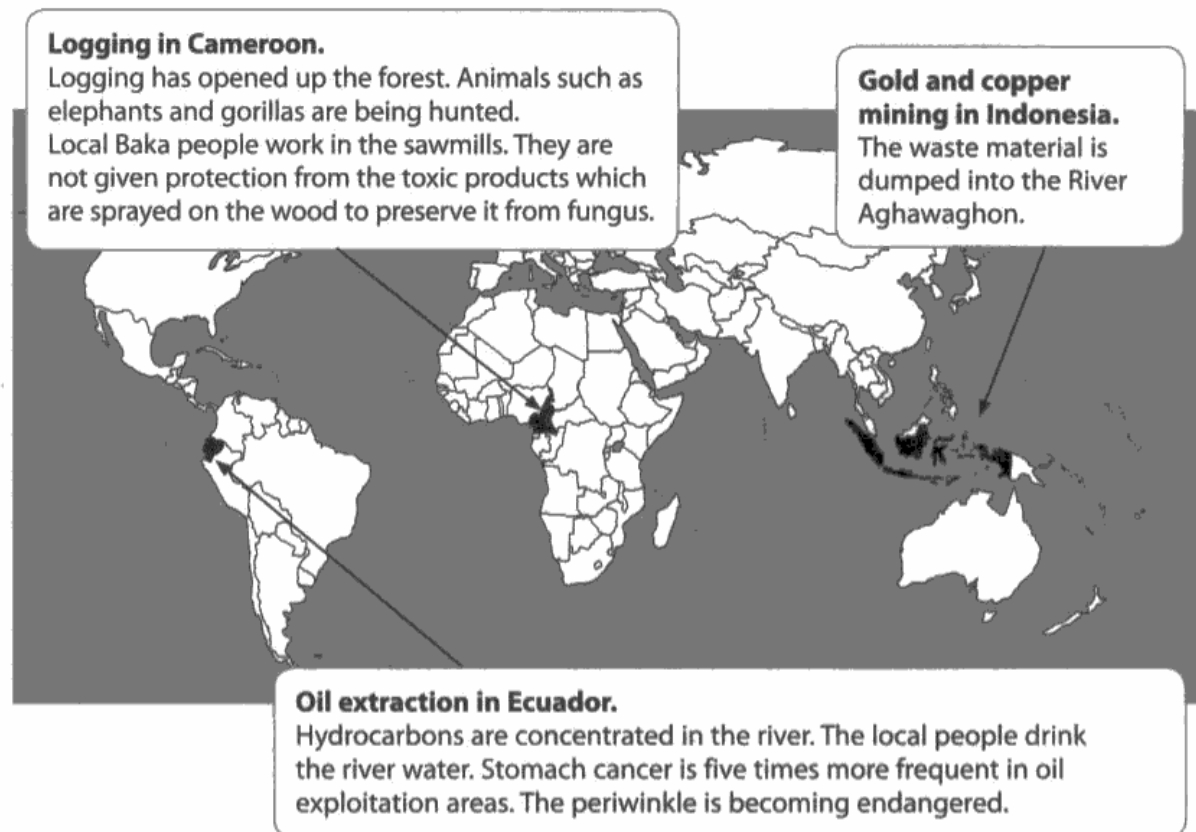 Logging in Cameroon.
Logging has opened up the forest. Animals such as
elephants and gorillas are being hunted.
Local Baka people work in the sawmills. They are
not given protection from the toxic products which
are sprayed on the wood to preserve it from fungus.
Gold and copper
mining in Indonesia.
The waste material is
dumped into the River
Aghawaghon.
Oil extraction in Ecuador.
Hydrocarbons are concentrated in the river. The local people drink
the river water. Stomach cancer is five times more frequent in oil
exploitation areas. The periwinkle is becoming endangered.